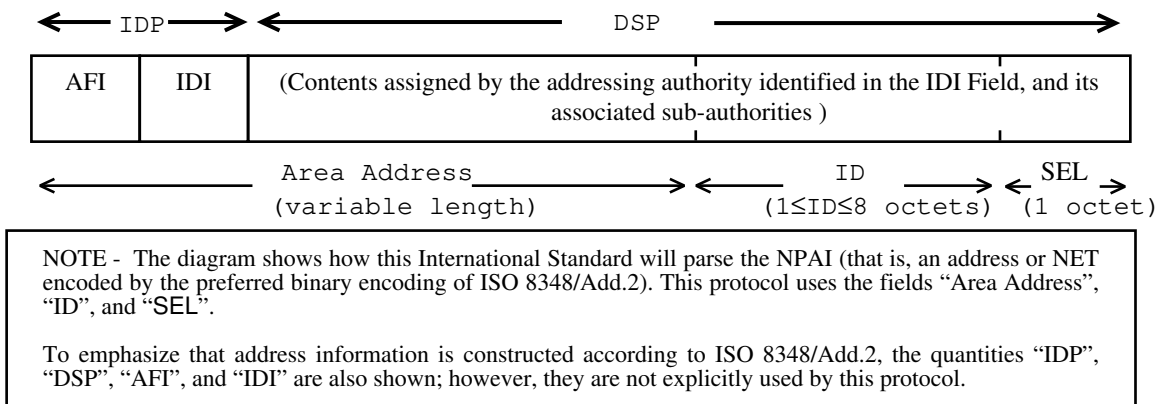 IDP DSP
AFI IDI (Contents assigned by the addressing authority identified in the IDI Field, and its
associated sub-authorities )
Area Address ID SEL
(variable length) (1≤ID≤8 octets) (1 octet)
NOTE - The diagram shows how this International Standard will parse the NPAI (that is, an address or NET
encoded by the preferred binary encoding of ISO 8348/Add.2). This protocol uses the fields “Area Address”,
“ID”, and “SEL”.
To emphasize that address information is constructed according to ISO 8348/Add.2, the quantities “IDP”,
“DSP”, “AFI”, and “IDI” are also shown; however, they are not explicitly used by this protocol.